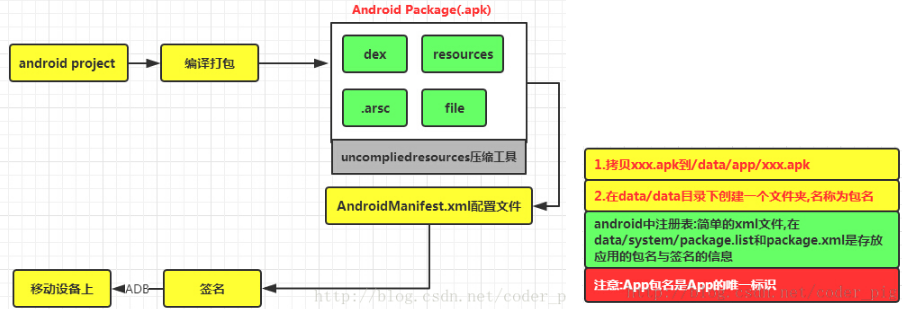 Android Package(.apk)
android project
编译打包
dex
resources
.arsc
file
uncompliedresources压缩工具
AndroidManifest.xml配置文件
移动设备上
ADB
签名
http://blog.csdn.net/coder_p
1.拷贝xxx.apk到/data/app/xxx.apk
2.在data/data目录下创建一个文件夹,名称为包名
android中注册表:简单的xml文件,在
data/system/package.list和package.xml是存放
应用的包名与签名的信息
注意:App包名是App的唯一标识